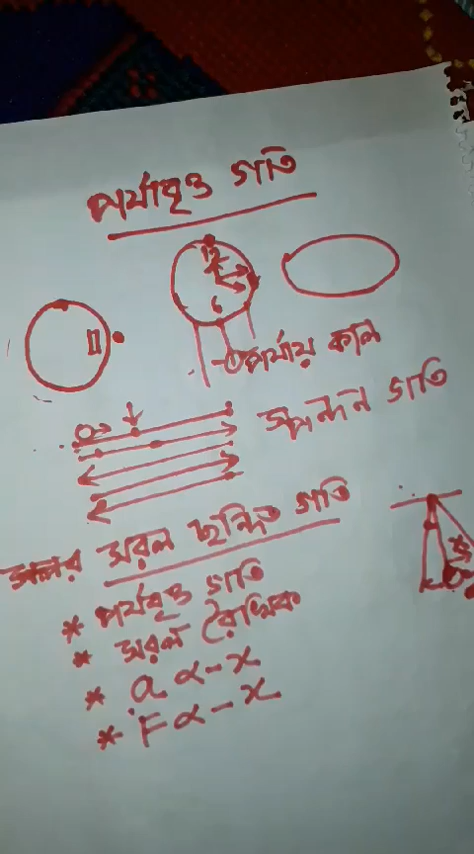 পর্যাবৃত্ত গতি
12
6
II
পর্যায় কাল
স্পন্দন গতি
সরল ছন্দিত গতি
* পর্যাবৃত্ত গতি
* সরল রৈখিক
* a α - x
* F α - x